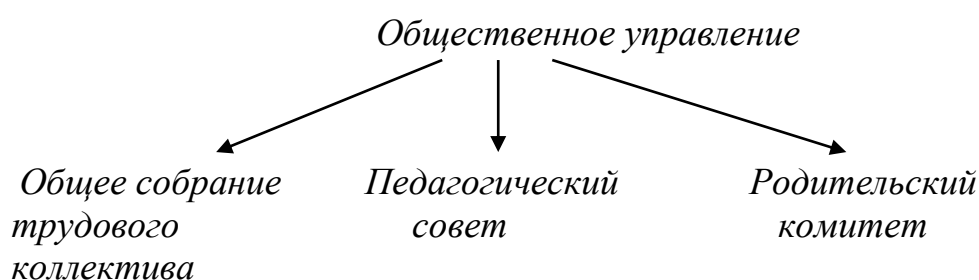 Общественное управление
Общее собрание
трудового
коллектива
Педагогический
совет
Родительский
комитет